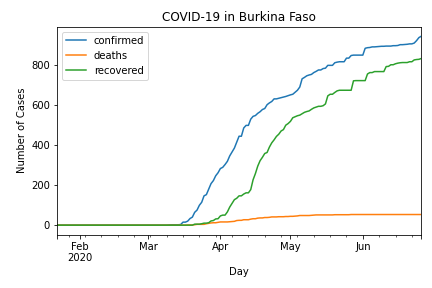 COVID-19 in Burkina Faso
confirmed
deaths
recovered
Number of Cases
800
600
400
200
0
Feb
2020
Mar
Apr
May
Jun
Day